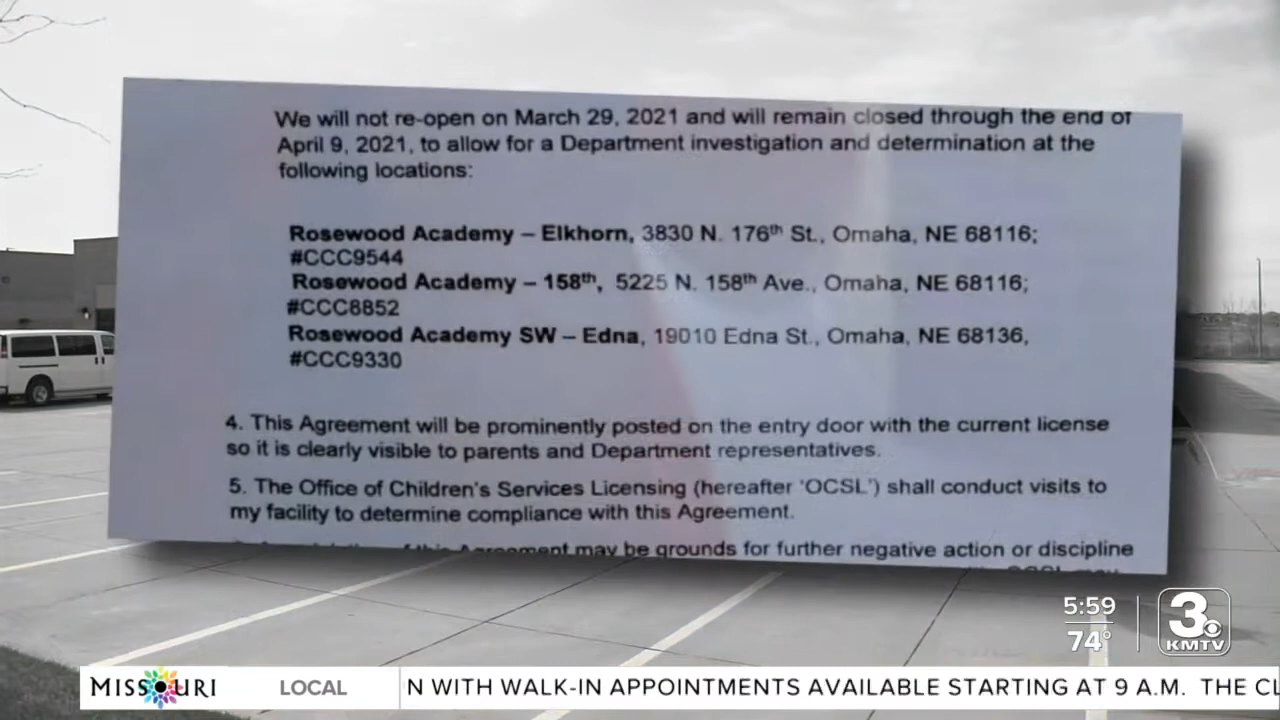 We will not re-open on March 29, 2021 and will remain closed through the end of
April 9, 2021, to allow for a Department investigation and determination at the
following locations:
Rosewood Academy – Elkhorn, 3830 N. 176th St., Omaha, NE 68116;
#CCC9544
Rosewood Academy – 158th, 5225 N. 158th Ave., Omaha, NE 68116;
#CCC8852
Rosewood Academy SW – Edna, 19010 Edna St., Omaha, NE 68136,
#CCC9330
4. This Agreement will be prominently posted on the entry door with the current license
so it is clearly visible to parents and Department representatives.
5. The Office of Children's Services Licensing (hereafter 'OCSL') shall conduct visits to
my facility to determine compliance with this Agreement.
of this Agreement may be grounds for further negative action or discipline
5:59
74°
3
KMTV
MISSOURI
LOCAL
N WITH WALK-IN APPOINTMENTS AVAILABLE STARTING AT 9 A.M. THE CL